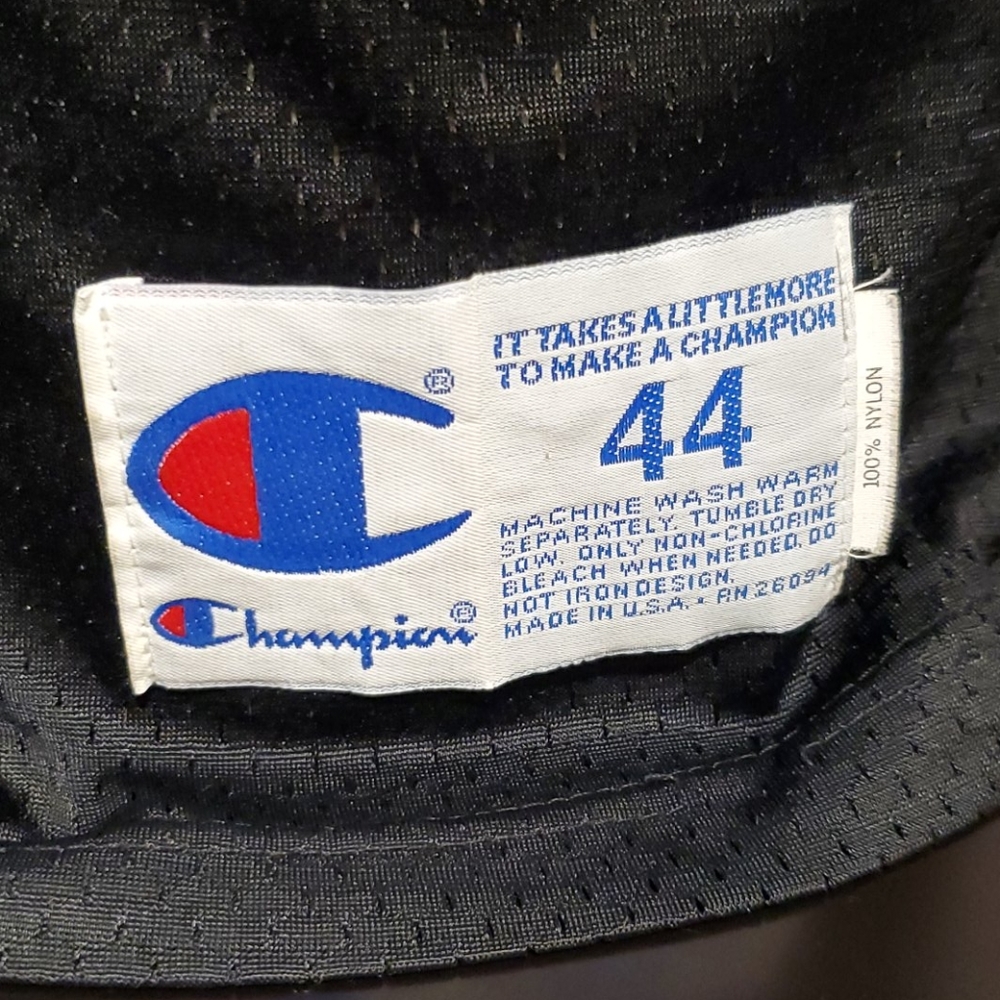 ®
Champion®
IT TAKES A LITTLE MORE
TO MAKE A CHAMPION
44
MACHINE WASH WARM
SEPARATELY. TUMBLE DRY
LOW. ONLY NON-CHLORINE
BLEACH WHEN NEEDED. DO
NOT IRON DESIGN.
MADE IN U.S.A. • RN 26094
100% NYLON